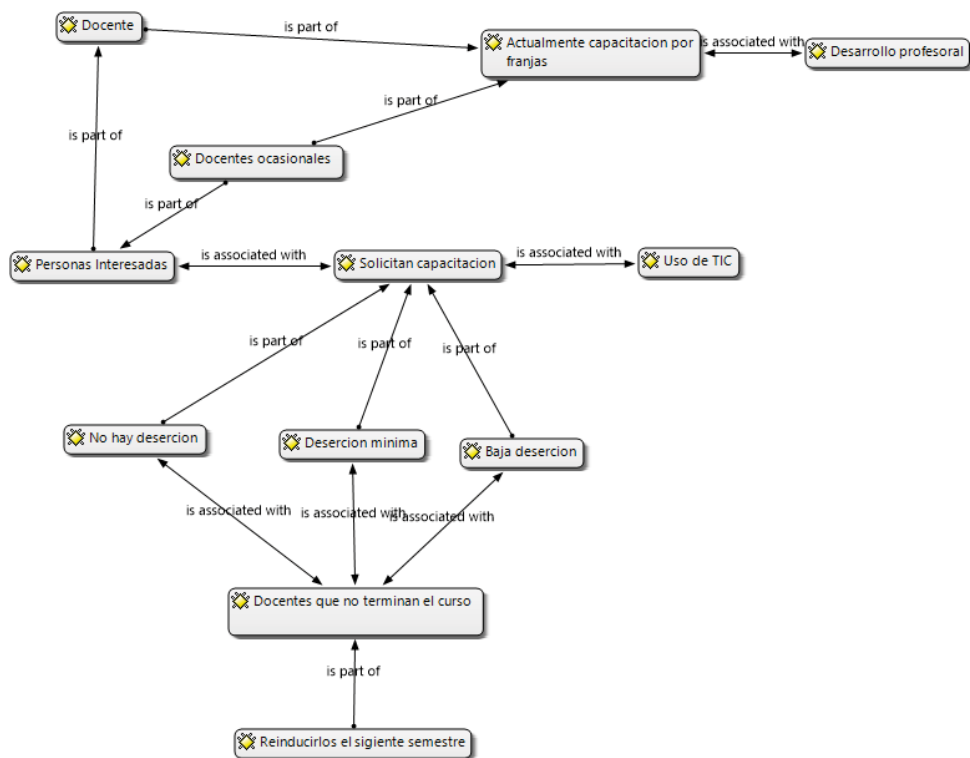 Docente
is part of
Actualmente capacitacion por
franjas
is associated with
Desarrollo profesoral
is part of
is part of
Docentes ocasionales
is part of
Personas Interesadas
is associated with
Solicitan capacitacion
is associated with
Uso de TIC
is part of
is part of
is part of
No hay desercion
Desercion minima
Baja desercion
is associated with
is associated with
is associated with
Docentes que no terminan el curso
is part of
Reinducirlos el sigiente semestre